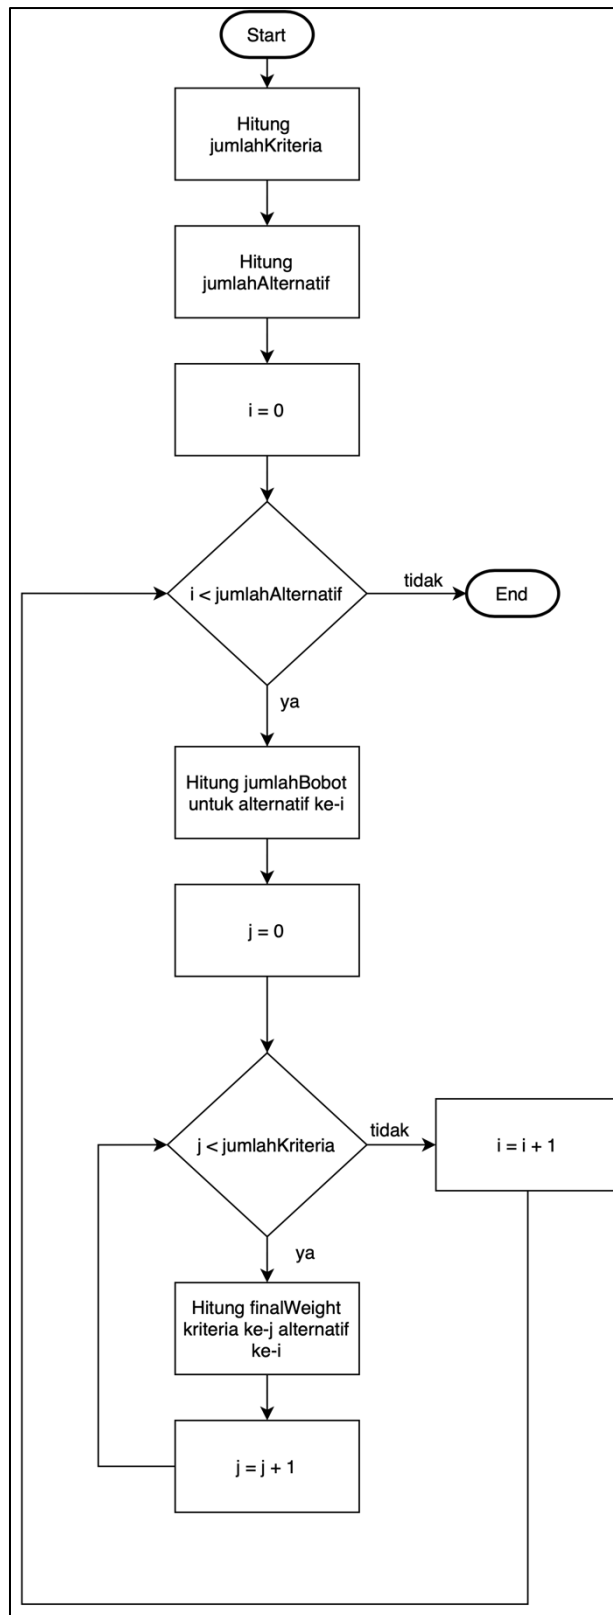 Start
Hitung
jumlahKriteria
Hitung
jumlahAlternatif
i = 0
i < jumlahAlternatif
tidak
End
ya
Hitung jumlahBobot
untuk alternatif ke-i
j = 0
j < jumlahKriteria
tidak
i = i + 1
ya
Hitung finalWeight
kriteria ke-j alternatif
ke-i
j = j + 1